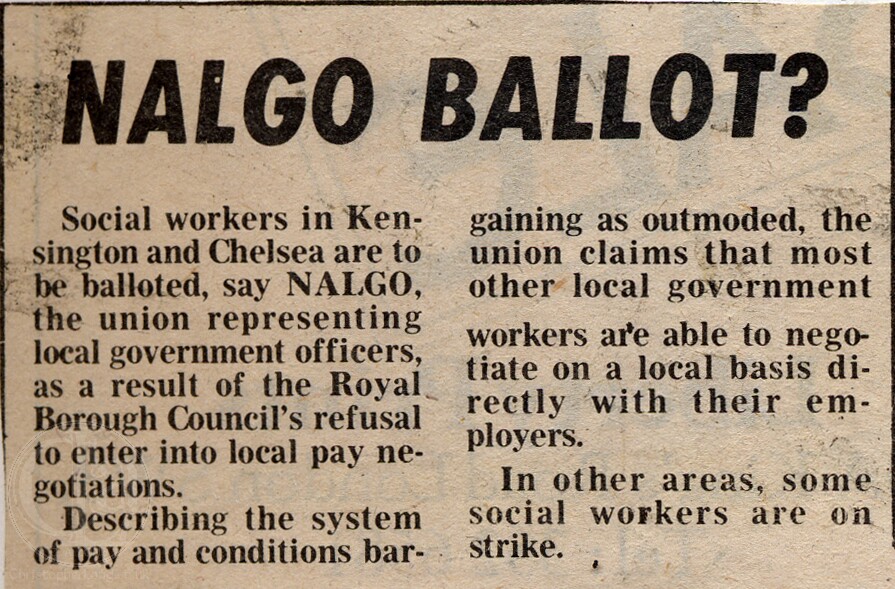 NALGO BALLOT?
Social workers in Ken-
sington and Chelsea are to
be balloted, say NALGO,
the union representing
local government officers,
as a result of the Royal
Borough Council's refusal
to enter into local pay ne-
gotiations.
Describing the system
of pay and conditions bar-
gaining as outmoded, the
union claims that most
other local government
workers are able to nego-
tiate on a local basis di-
rectly with their em-
ployers.
In other areas, some
social workers are on
strike.